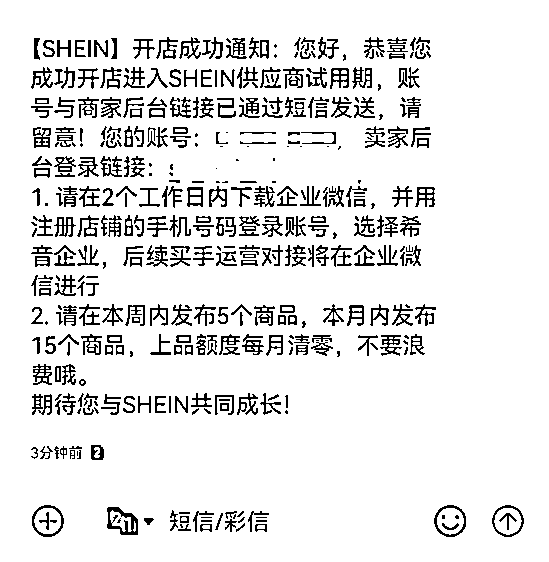 【SHEIN】开店成功通知：您好，恭喜您
成功开店进入SHEIN供应商试用期，账
号与商家后台链接已通过短信发送，请
留意！您的账号：, 卖家后
台登录链接：
1. 请在2个工作日内下载企业微信，并用
注册店铺的手机号码登录账号，选择希
音企业，后续买手运营对接将在企业微
信进行
2. 请在本周内发布5个商品，本月内发布
15个商品，上品额度每月清零，不要浪
费哦。
期待您与SHEIN共同成长！
3分钟前 2
短信/彩信